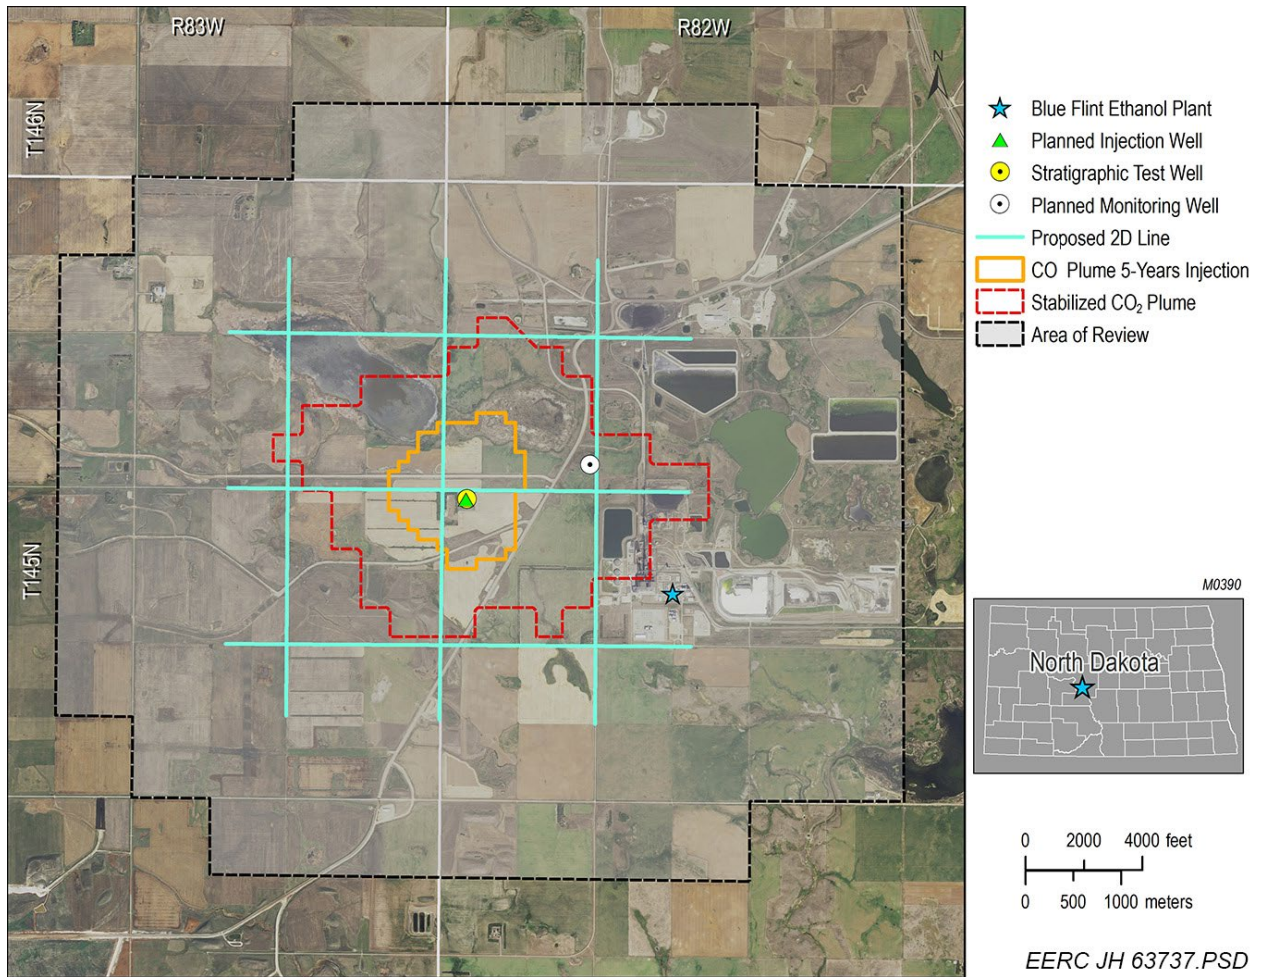 R83W
R82W
T146N
T145N
N
Blue Flint Ethanol Plant
Planned Injection Well
Stratigraphic Test Well
Planned Monitoring Well
Proposed 2D Line
CO Plume 5-Years Injection
Stabilized CO₂ Plume
Area of Review
M0390
North Dakota
0 2000 4000 feet
0 500 1000 meters
EERC JH 63737.PSD